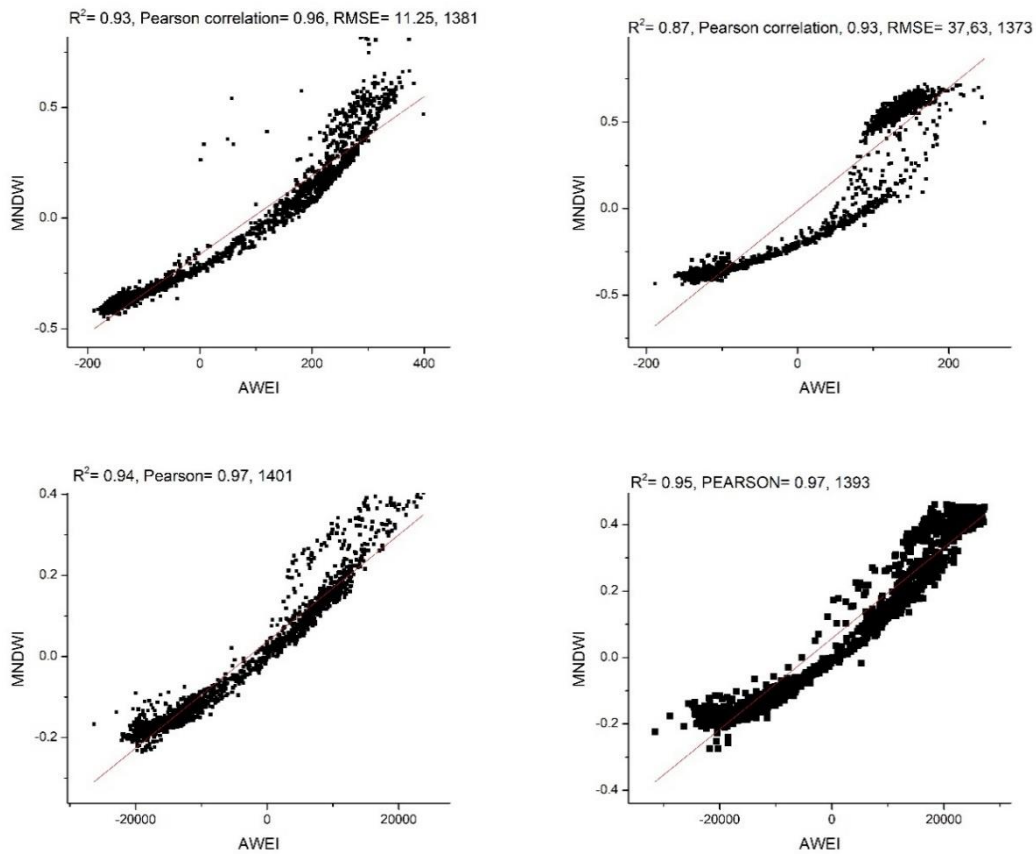 R²= 0.93, Pearson correlation= 0.96, RMSE= 11.25, 1381
0.5
0.0
-0.5
MNDWI
-200 0 200 400
AWEI
R²= 0.87, Pearson correlation, 0.93, RMSE= 37,63, 1373
0.5
0.0
-0.5
MNDWI
-200 0 200
AWEI
R²= 0.94, Pearson= 0.97, 1401
0.4
0.2
0.0
-0.2
MNDWI
-20000 0 20000
AWEI
R²= 0.95, PEARSON= 0.97, 1393
0.4
0.2
0.0
-0.2
-0.4
MNDWI
-20000 0 20000
AWEI